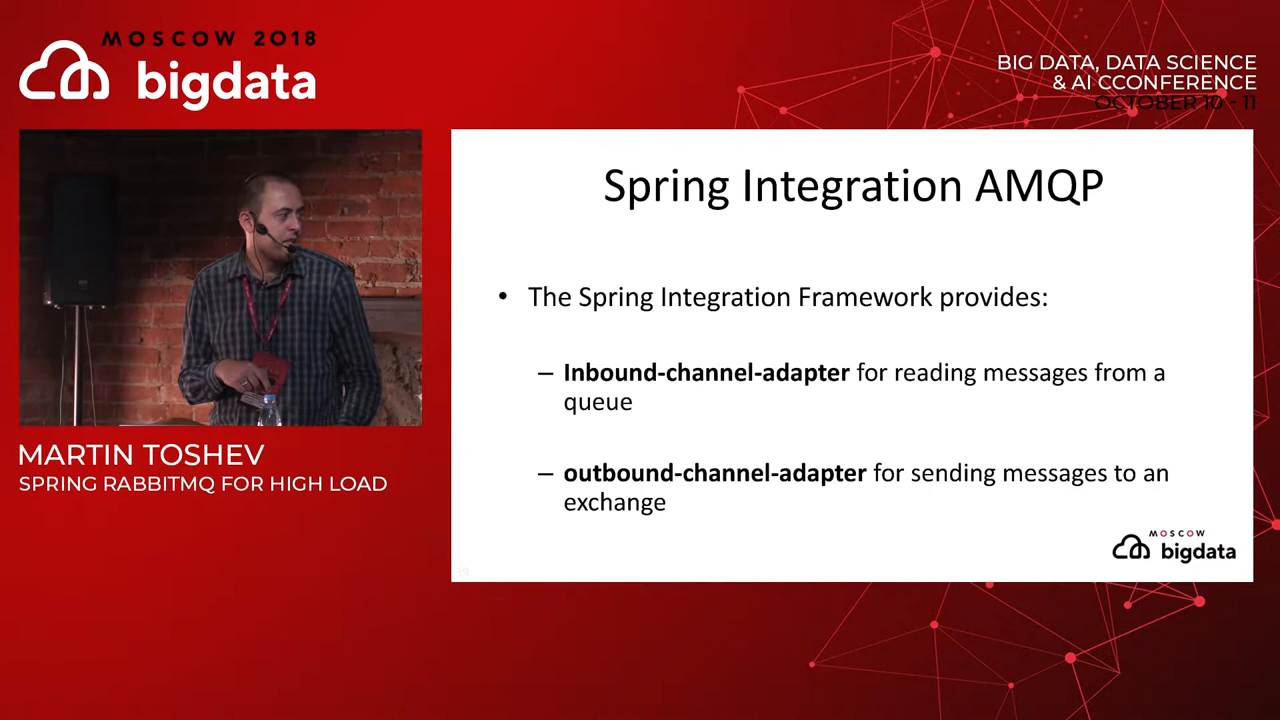 MOSCOW 2018
bigdata
BIG DATA, DATA SCIENCE
& AI CCONFERENCE
OCTOBER 10 - 11
Spring Integration AMQP
• The Spring Integration Framework provides:
– Inbound-channel-adapter for reading messages from a
queue
– outbound-channel-adapter for sending messages to an
exchange
MOSCOW
bigdata
19
MARTIN TOSHEV
SPRING RABBITMQ FOR HIGH LOAD